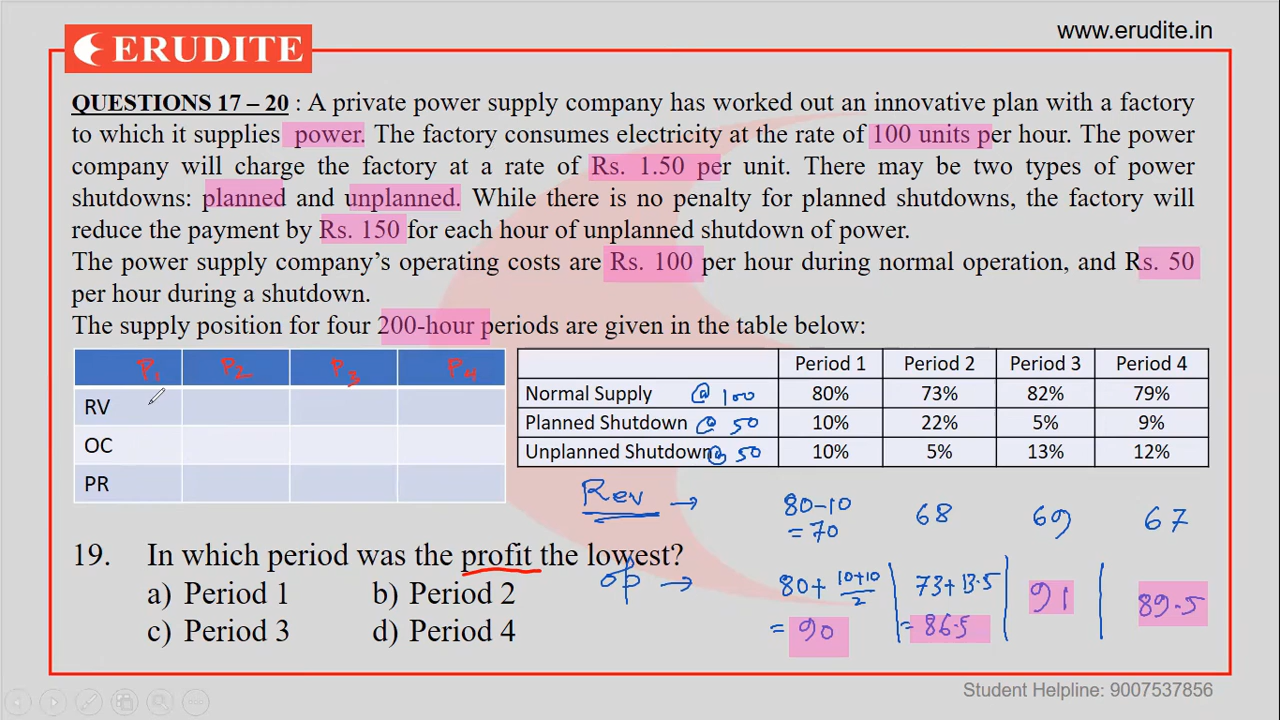 ERUDITE
www.erudite.in
QUESTIONS 17 – 20 : A private power supply company has worked out an innovative plan with a factory
to which it supplies power. The factory consumes electricity at the rate of 100 units per hour. The power
company will charge the factory at a rate of Rs. 1.50 per unit. There may be two types of power
shutdowns: planned and unplanned. While there is no penalty for planned shutdowns, the factory will
reduce the payment by Rs. 150 for each hour of unplanned shutdown of power.
The power supply company's operating costs are Rs. 100 per hour during normal operation, and Rs. 50
per hour during a shutdown.
The supply position for four 200-hour periods are given in the table below:
P1 P2 P3 P4
RV
OC
PR
Period 1 Period 2 Period 3 Period 4
Normal Supply @ 100 80% 73% 82% 79%
Planned Shutdown @ 50 10% 22% 5% 9%
Unplanned Shutdown @ 50 10% 5% 13% 12%
Rev → 80-10 68 69 67
= 70
19. In which period was the profit the lowest?
a) Period 1 b) Period 2
c) Period 3 d) Period 4
op → 80+ 10+10/2 73+13.5 91 89.5
= 90 = 86.5
Student Helpline: 9007537856